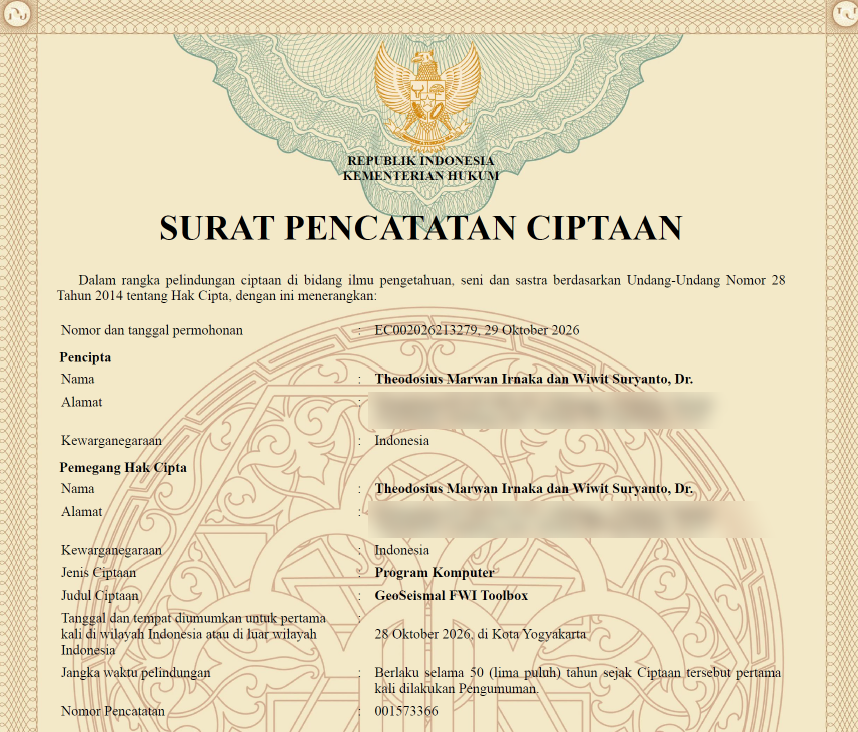 REPUBLIK INDONESIA
KEMENTERIAN HUKUM
SURAT PENCATATAN CIPTAAN
Dalam rangka pelindungan ciptaan di bidang ilmu pengetahuan, seni dan sastra berdasarkan Undang-Undang Nomor 28
Tahun 2014 tentang Hak Cipta, dengan ini menerangkan:
Nomor dan tanggal permohonan : EC002026213279, 29 Oktober 2026
Pencipta
Nama : Theodosius Marwan Irnaka dan Wiwit Suryanto, Dr.
Alamat :
Kewarganegaraan : Indonesia
Pemegang Hak Cipta
Nama : Theodosius Marwan Irnaka dan Wiwit Suryanto, Dr.
Alamat :
Kewarganegaraan : Indonesia
Jenis Ciptaan : Program Komputer
Judul Ciptaan : GeoSeismal FWI Toolbox
Tanggal dan tempat diumumkan untuk pertama :
kali di wilayah Indonesia atau di luar wilayah 28 Oktober 2026, di Kota Yogyakarta
Indonesia
Jangka waktu pelindungan : Berlaku selama 50 (lima puluh) tahun sejak Ciptaan tersebut pertama
kali dilakukan Pengumuman.
Nomor Pencatatan : 001573366